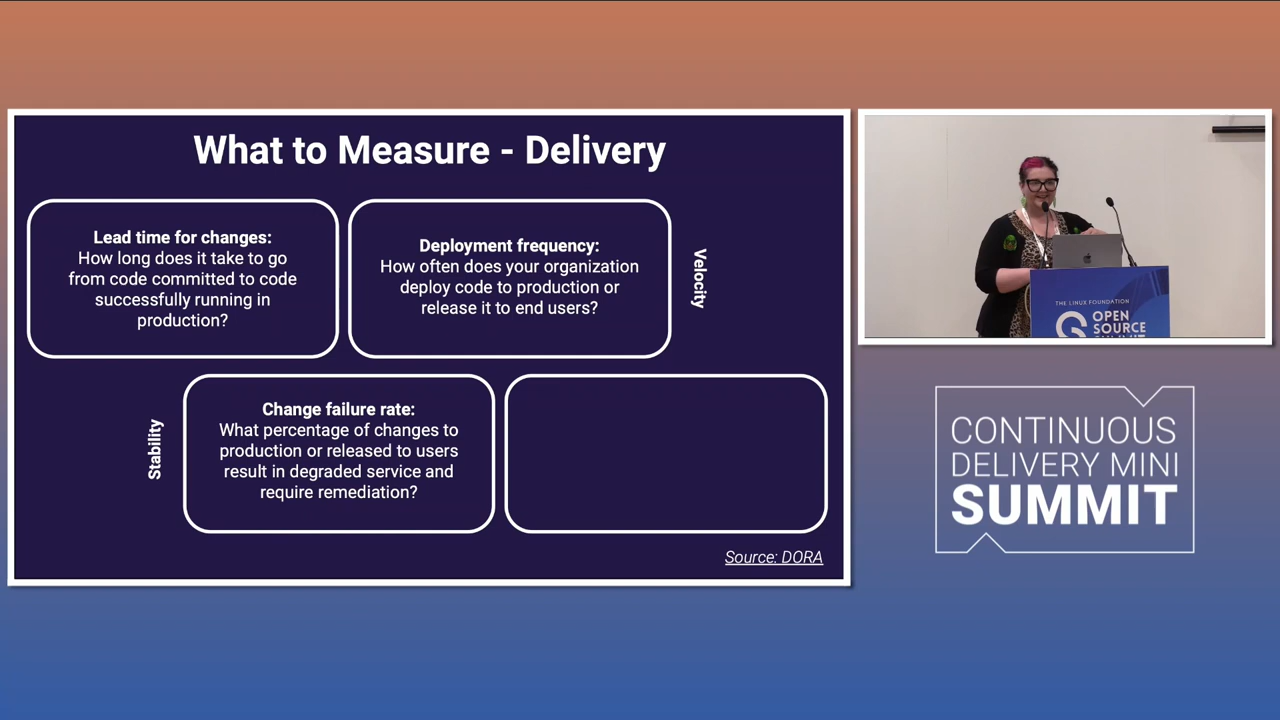 What to Measure - Delivery
Lead time for changes:
How long does it take to go
from code committed to code
successfully running in
production?
Deployment frequency:
How often does your organization
deploy code to production or
release it to end users?
Velocity
Stability
Change failure rate:
What percentage of changes to
production or released to users
result in degraded service and
require remediation?
Source: DORA
THE LINUX FOUNDATION
OPEN
SOURCE
SUMMIT
CONTINUOUS
DELIVERY MINI
SUMMIT